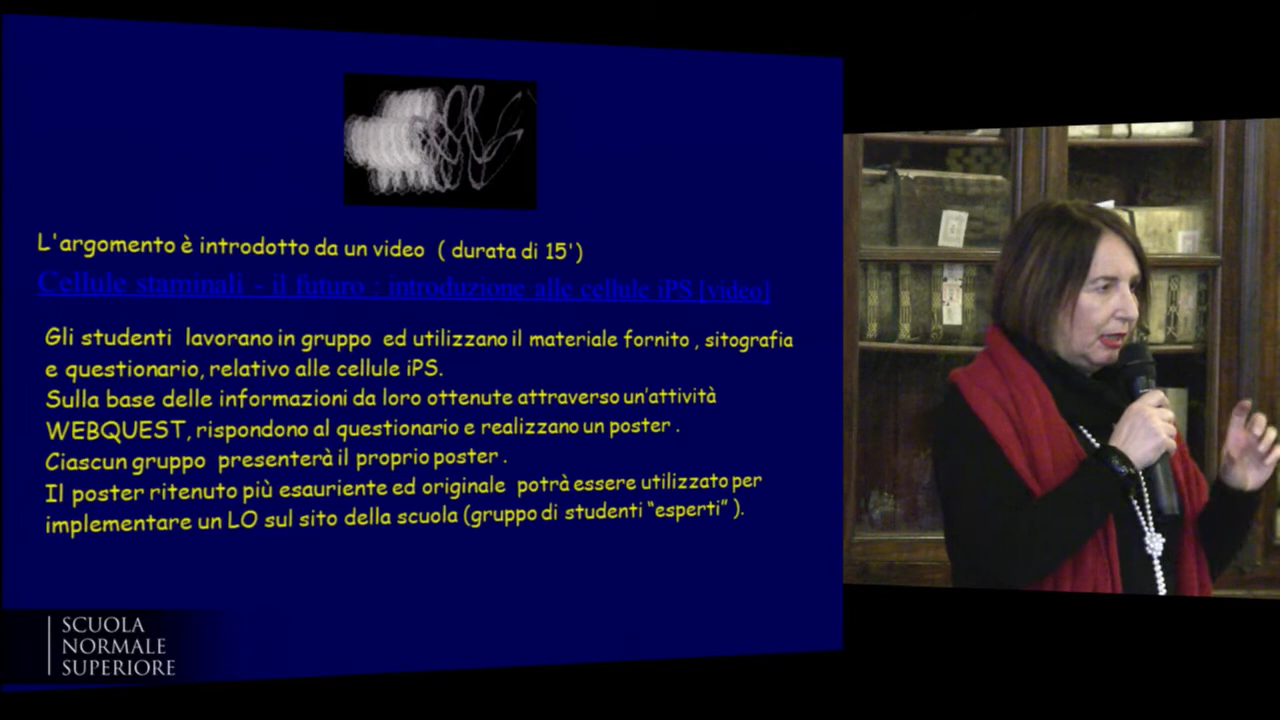 L'argomento è introdotto da un video ( durata di 15')
Cellule staminali - il futuro : introduzione alle cellule iPS [video]
Gli studenti lavorano in gruppo ed utilizzano il materiale fornito , sitografia
e questionario, relativo alle cellule iPS.
Sulla base delle informazioni da loro ottenute attraverso un'attività
WEBQUEST, rispondono al questionario e realizzano un poster .
Ciascun gruppo presenterà il proprio poster .
Il poster ritenuto più esauriente ed originale potrà essere utilizzato per
implementare un LO sul sito della scuola (gruppo di studenti “esperti” ).
SCUOLA
NORMALE
SUPERIORE